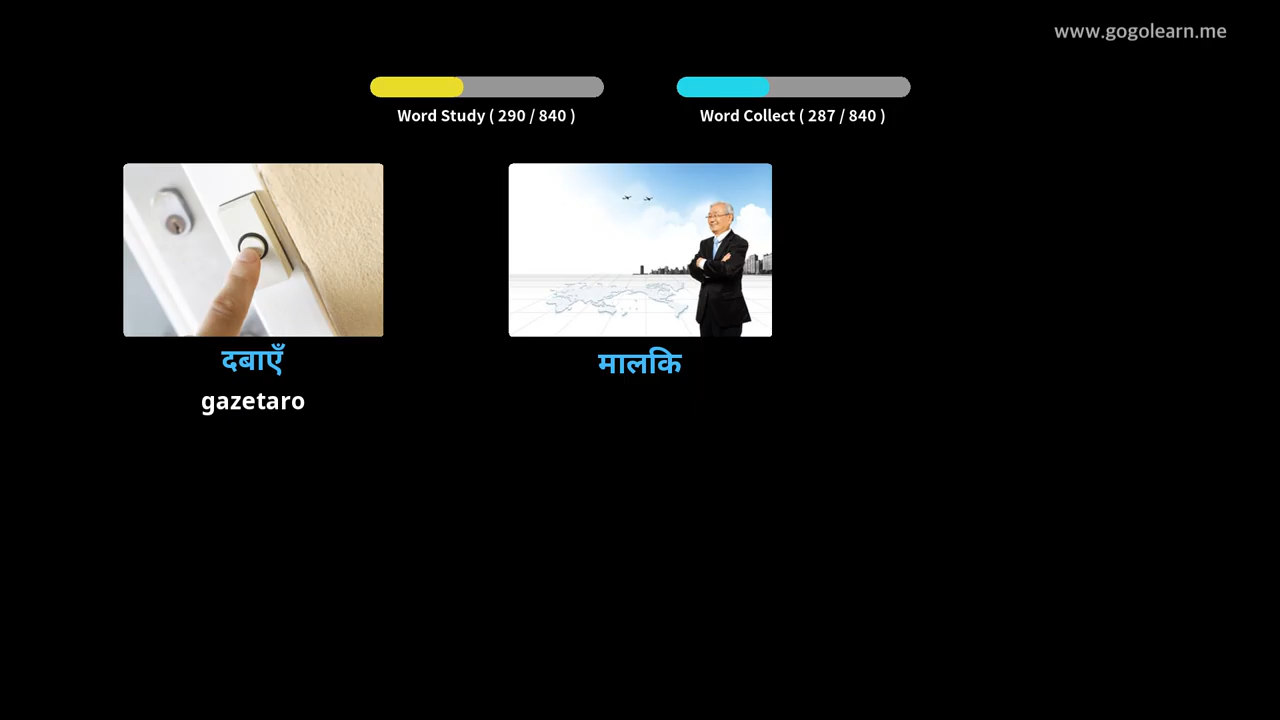 www.gogolearn.me
Word Study ( 290 / 840 )
Word Collect ( 287 / 840 )
दबाएँ
मालकि
gazetaro